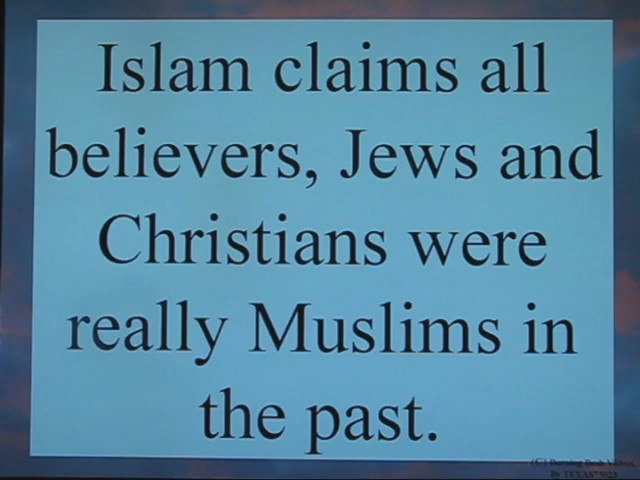 Islam claims all
believers, Jews and
Christians were
really Muslims in
the past.